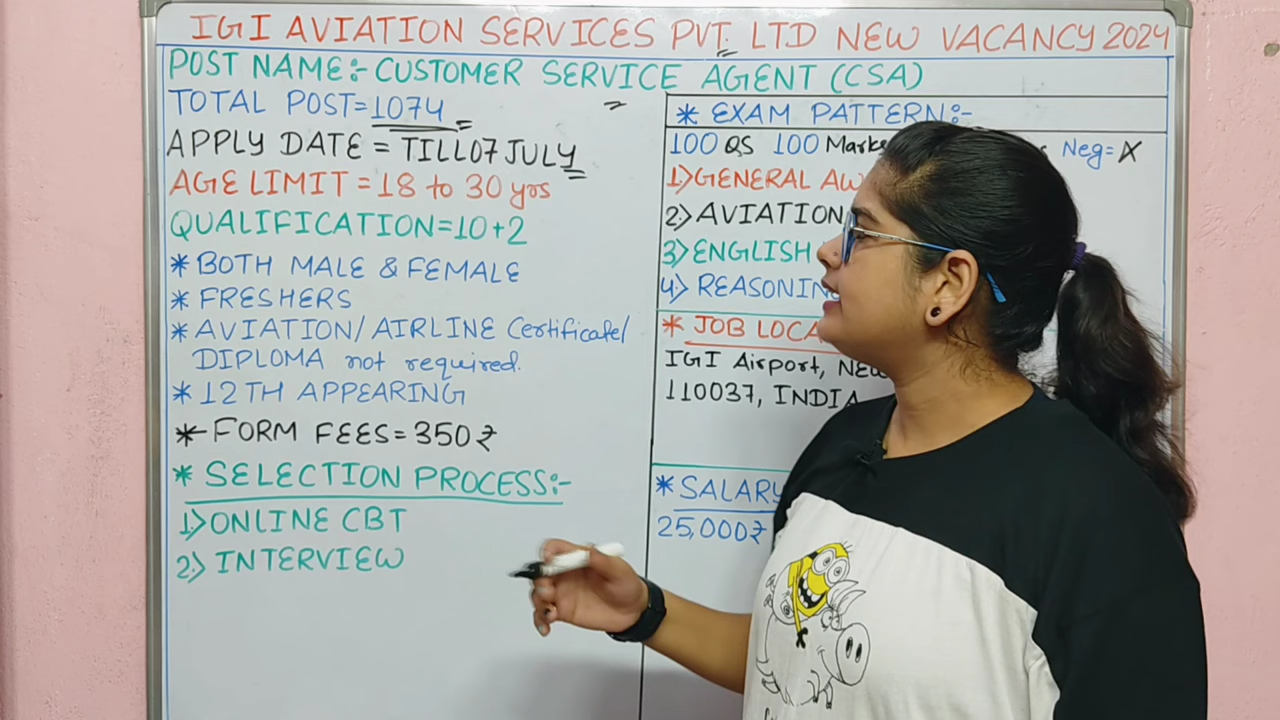 IGI AVIATION SERVICES PVT. LTD NEW VACANCY 2024
POST NAME:- CUSTOMER SERVICE AGENT (CSA)
TOTAL POST=1074
APPLY DATE = TILL 07 JULY
AGE LIMIT = 18 to 30 yrs
QUALIFICATION=10+2
* BOTH MALE & FEMALE
* FRESHERS
* AVIATION/AIRLINE Certificate/
DIPLOMA not required.
* 12TH APPEARING
* FORM FEES=350₹
* SELECTION PROCESS:-
1) ONLINE CBT
2) INTERVIEW
* EXAM PATTERN:-
100 QS 100 Marks Neg=X
1) GENERAL AW
2) AVIATION
3) ENGLISH
4) REASONING
* JOB LOCA
IGI Airport, NEW
110037, INDIA
* SALARY
25,000₹